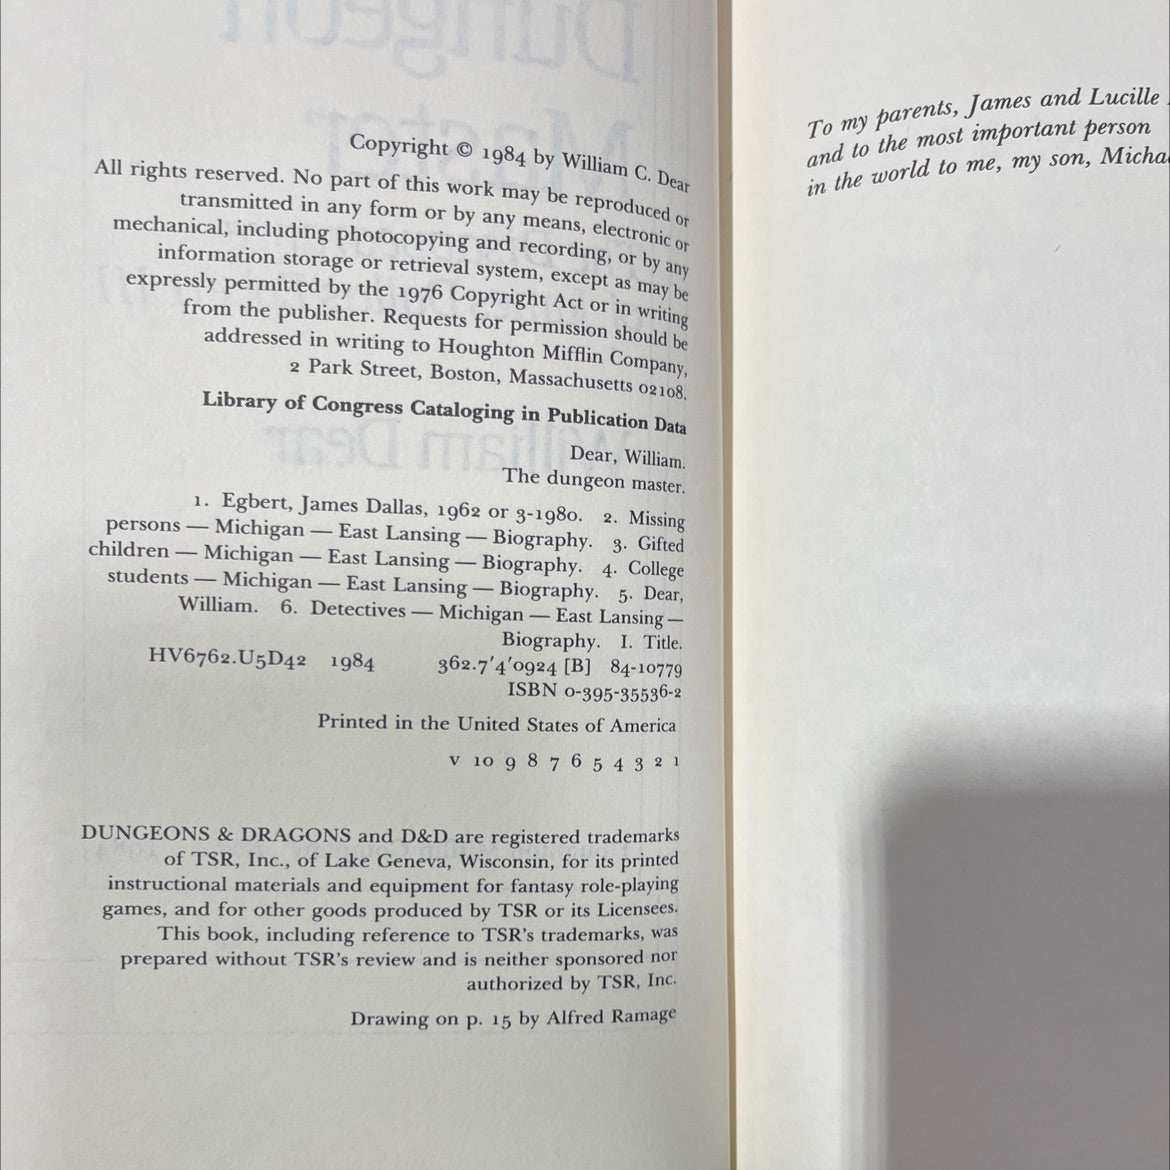 Copyright © 1984 by William C. Dear
All rights reserved. No part of this work may be reproduced or
transmitted in any form or by any means, electronic or
mechanical, including photocopying and recording, or by any
information storage or retrieval system, except as may be
expressly permitted by the 1976 Copyright Act or in writing
from the publisher. Requests for permission should be
addressed in writing to Houghton Mifflin Company,
2 Park Street, Boston, Massachusetts 02108.
Library of Congress Cataloging in Publication Data
Dear, William.
The dungeon master.
1. Egbert, James Dallas, 1962 or 3-1980. 2. Missing
persons — Michigan — East Lansing — Biography. 3. Gifted
children — Michigan — East Lansing — Biography. 4. College
students — Michigan — East Lansing — Biography. 5. Dear,
William. 6. Detectives — Michigan — East Lansing —
Biography. I. Title.
HV6762.U5D42 1984 362.7'4'0924 [B] 84-10779
ISBN 0-395-35536-2
Printed in the United States of America
V 10 9 8 7 6 5 4 3 2 1
DUNGEONS & DRAGONS and D&D are registered trademarks
of TSR, Inc., of Lake Geneva, Wisconsin, for its printed
instructional materials and equipment for fantasy role-playing
games, and for other goods produced by TSR or its Licensees.
This book, including reference to TSR's trademarks, was
prepared without TSR's review and is neither sponsored nor
authorized by TSR, Inc.
Drawing on p. 15 by Alfred Ramage
To my parents, James and Lucille
and to the most important person
in the world to me, my son, Micha